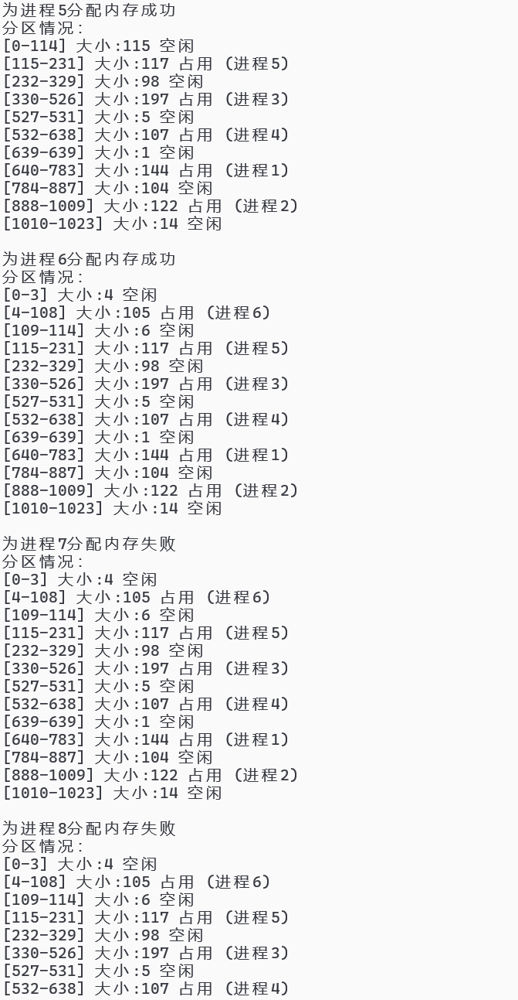 为进程5分配内存成功
分区情况:
[0-114] 大小:115 空闲
[115-231] 大小:117 占用 (进程5)
[232-329] 大小:98 空闲
[330-526] 大小:197 占用 (进程3)
[527-531] 大小:5 空闲
[532-638] 大小:107 占用 (进程4)
[639-639] 大小:1 空闲
[640-783] 大小:144 占用 (进程1)
[784-887] 大小:104 空闲
[888-1009] 大小:122 占用 (进程2)
[1010-1023] 大小:14 空闲
为进程6分配内存成功
分区情况:
[0-3] 大小:4 空闲
[4-108] 大小:105 占用 (进程6)
[109-114] 大小:6 空闲
[115-231] 大小:117 占用 (进程5)
[232-329] 大小:98 空闲
[330-526] 大小:197 占用 (进程3)
[527-531] 大小:5 空闲
[532-638] 大小:107 占用 (进程4)
[639-639] 大小:1 空闲
[640-783] 大小:144 占用 (进程1)
[784-887] 大小:104 空闲
[888-1009] 大小:122 占用 (进程2)
[1010-1023] 大小:14 空闲
为进程7分配内存失败
分区情况:
[0-3] 大小:4 空闲
[4-108] 大小:105 占用 (进程6)
[109-114] 大小:6 空闲
[115-231] 大小:117 占用 (进程5)
[232-329] 大小:98 空闲
[330-526] 大小:197 占用 (进程3)
[527-531] 大小:5 空闲
[532-638] 大小:107 占用 (进程4)
[639-639] 大小:1 空闲
[640-783] 大小:144 占用 (进程1)
[784-887] 大小:104 空闲
[888-1009] 大小:122 占用 (进程2)
[1010-1023] 大小:14 空闲
为进程8分配内存失败
分区情况:
[0-3] 大小:4 空闲
[4-108] 大小:105 占用 (进程6)
[109-114] 大小:6 空闲
[115-231] 大小:117 占用 (进程5)
[232-329] 大小:98 空闲
[330-526] 大小:197 占用 (进程3)
[527-531] 大小:5 空闲
[532-638] 大小:107 占用 (进程4)